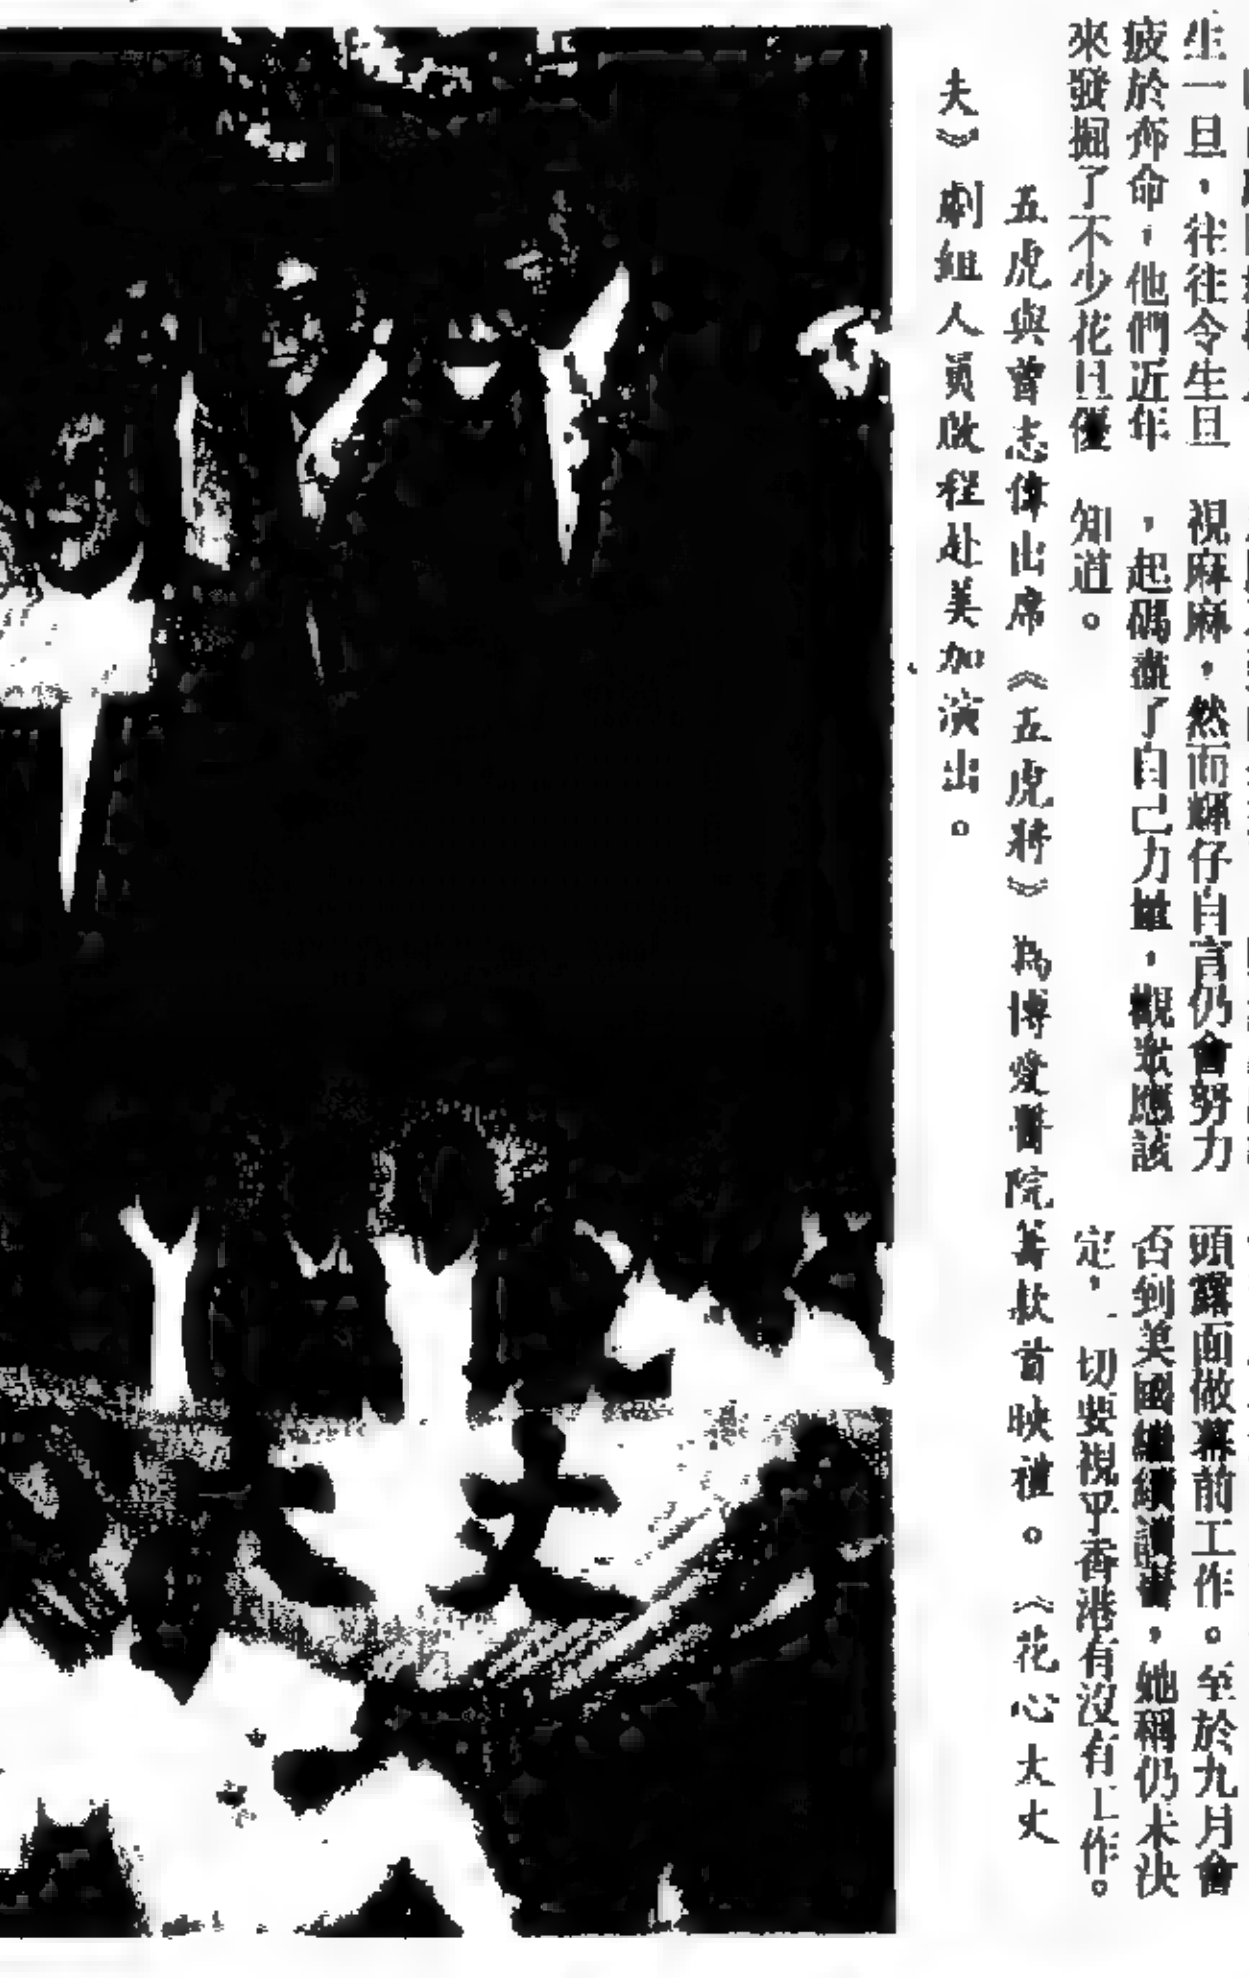 生一旦，往往令生旦
疲於奔命，他們近年
來發掘了不少花旦優
視麻麻，然而輝仔自言仍會努力
，起碼盡了自己力量，觀眾應該
知道。
頭露面做幕前工作。至於九月會
否到美國繼續讀書，她稱仍未決
定，一切要視乎香港有沒有工作。
五虎與曾志偉出席《五虎將》為博愛醫院籌款首映禮。《花心大丈
夫》劇組人員啟程赴美加演出。
大丈